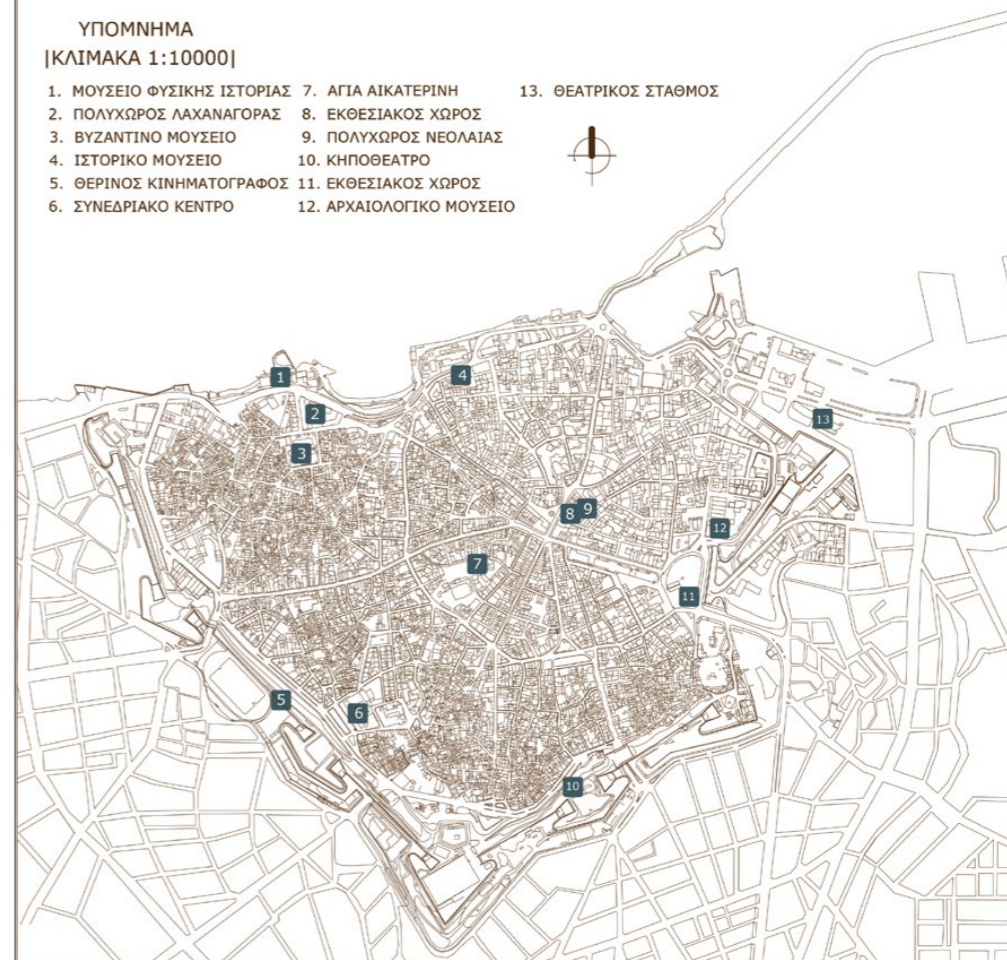 ΥΠΟΜΝΗΜΑ
|ΚΛΙΜΑΚΑ 1:10000|
1. ΜΟΥΣΕΙΟ ΦΥΣΙΚΗΣ ΙΣΤΟΡΙΑΣ
2. ΠΟΛΥΧΩΡΟΣ ΛΑΧΑΝΑΓΟΡΑΣ
3. ΒΥΖΑΝΤΙΝΟ ΜΟΥΣΕΙΟ
4. ΙΣΤΟΡΙΚΟ ΜΟΥΣΕΙΟ
5. ΘΕΡΙΝΟΣ ΚΙΝΗΜΑΤΟΓΡΑΦΟΣ
6. ΣΥΝΕΔΡΙΑΚΟ ΚΕΝΤΡΟ
7. ΑΓΙΑ ΑΙΚΑΤΕΡΙΝΗ
8. ΕΚΘΕΣΙΑΚΟΣ ΧΩΡΟΣ
9. ΠΟΛΥΧΩΡΟΣ ΝΕΟΛΑΙΑΣ
10. ΚΗΠΟΘΕΑΤΡΟ
11. ΕΚΘΕΣΙΑΚΟΣ ΧΩΡΟΣ
12. ΑΡΧΑΙΟΛΟΓΙΚΟ ΜΟΥΣΕΙΟ
13. ΘΕΑΤΡΙΚΟΣ ΣΤΑΘΜΟΣ
1
4
2
13
3
9
8
12
7
11
5
6
10